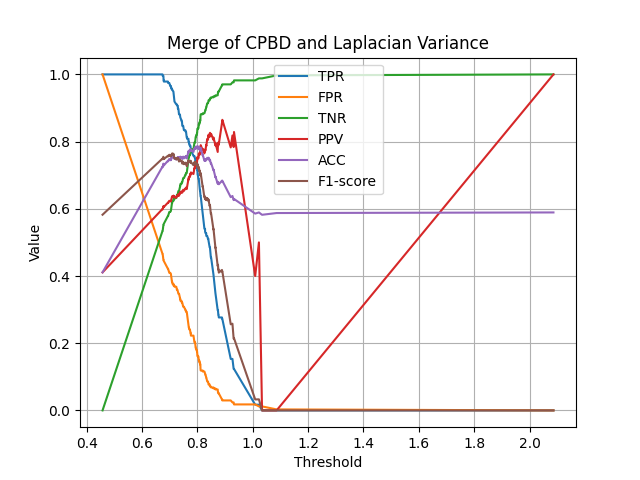 Merge of CPBD and Laplacian Variance
1.0
0.8
0.6
0.4
0.2
0.0
Value
TPR
FPR
TNR
PPV
ACC
F1-score
0.4 0.6 0.8 1.0 1.2 1.4 1.6 1.8 2.0
Threshold